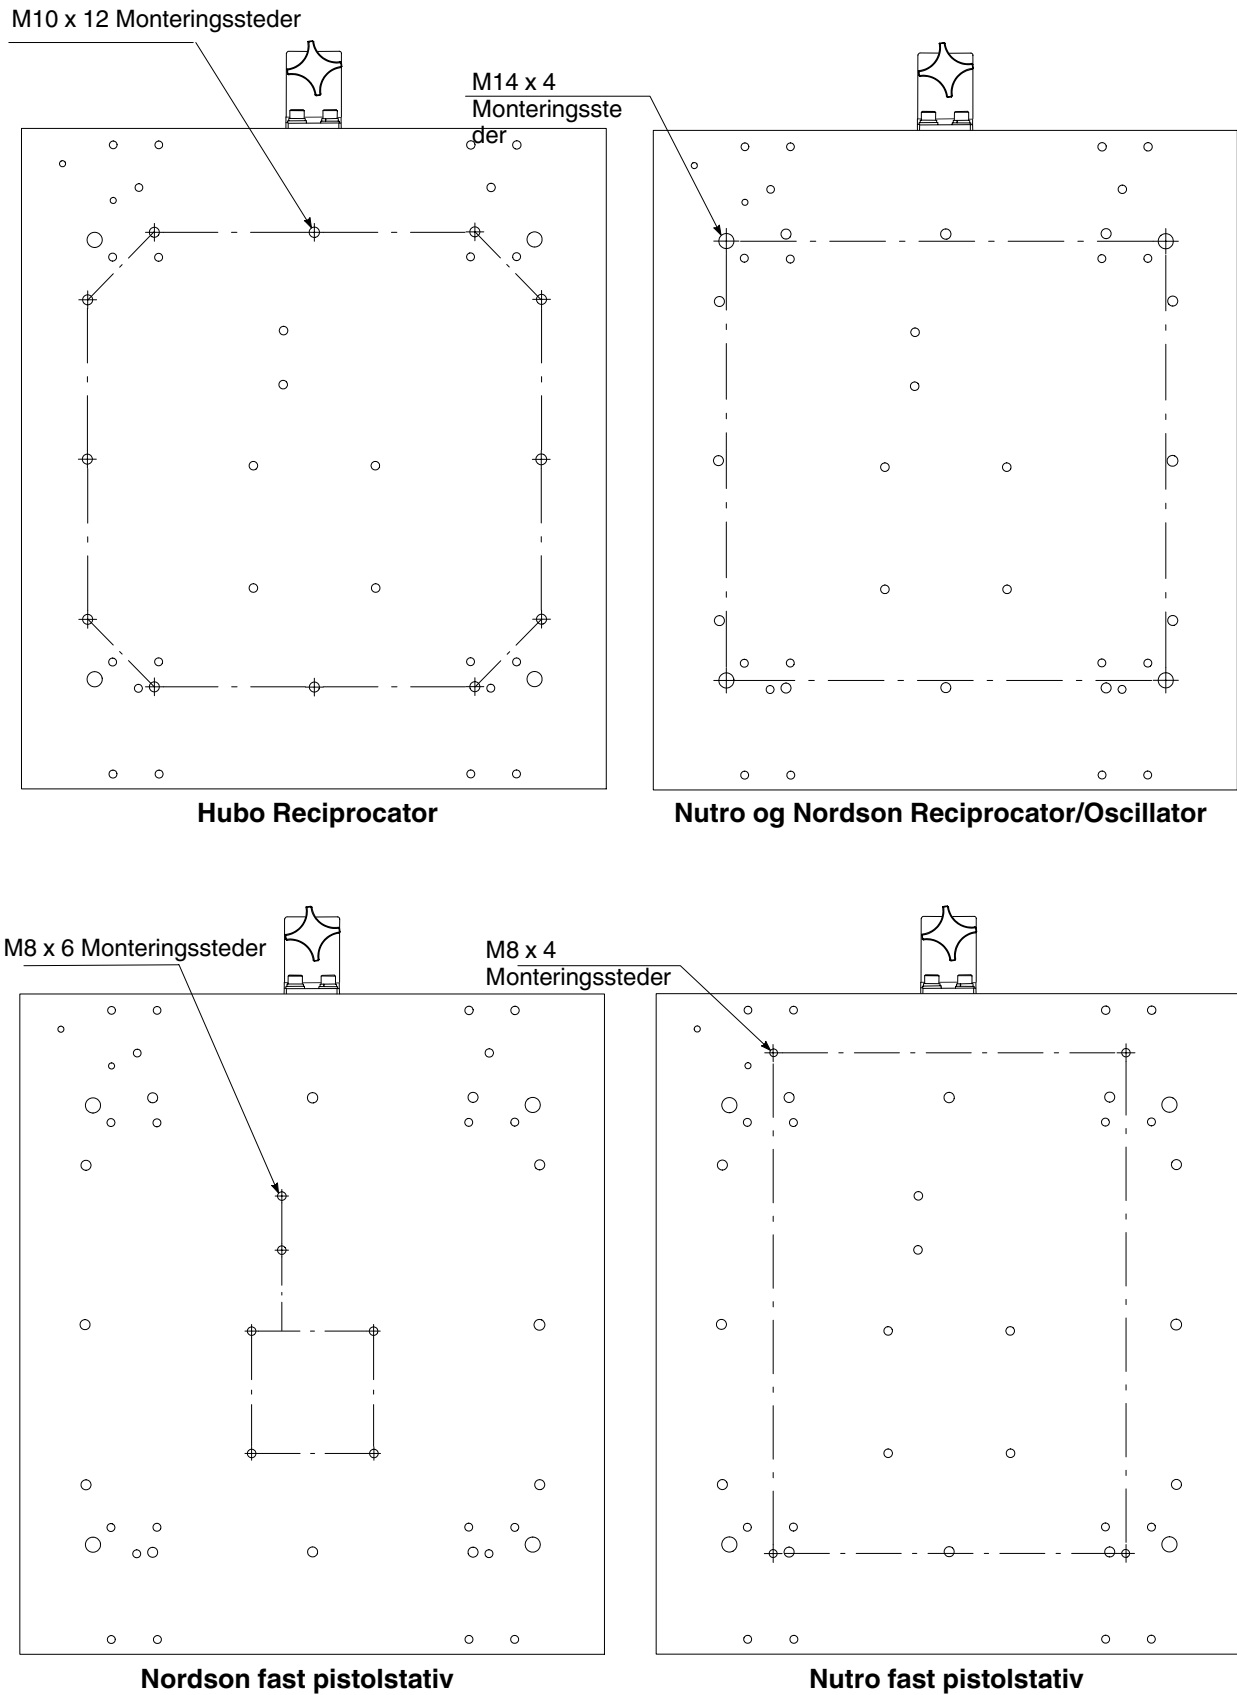 M10 x 12 Monteringssteder
M14 x 4
Monteringsste
der
Hubo Reciprocator
Nutro og Nordson Reciprocator/Oscillator
M8 x 6 Monteringssteder
M8 x 4
Monteringssteder
Nordson fast pistolstativ
Nutro fast pistolstativ